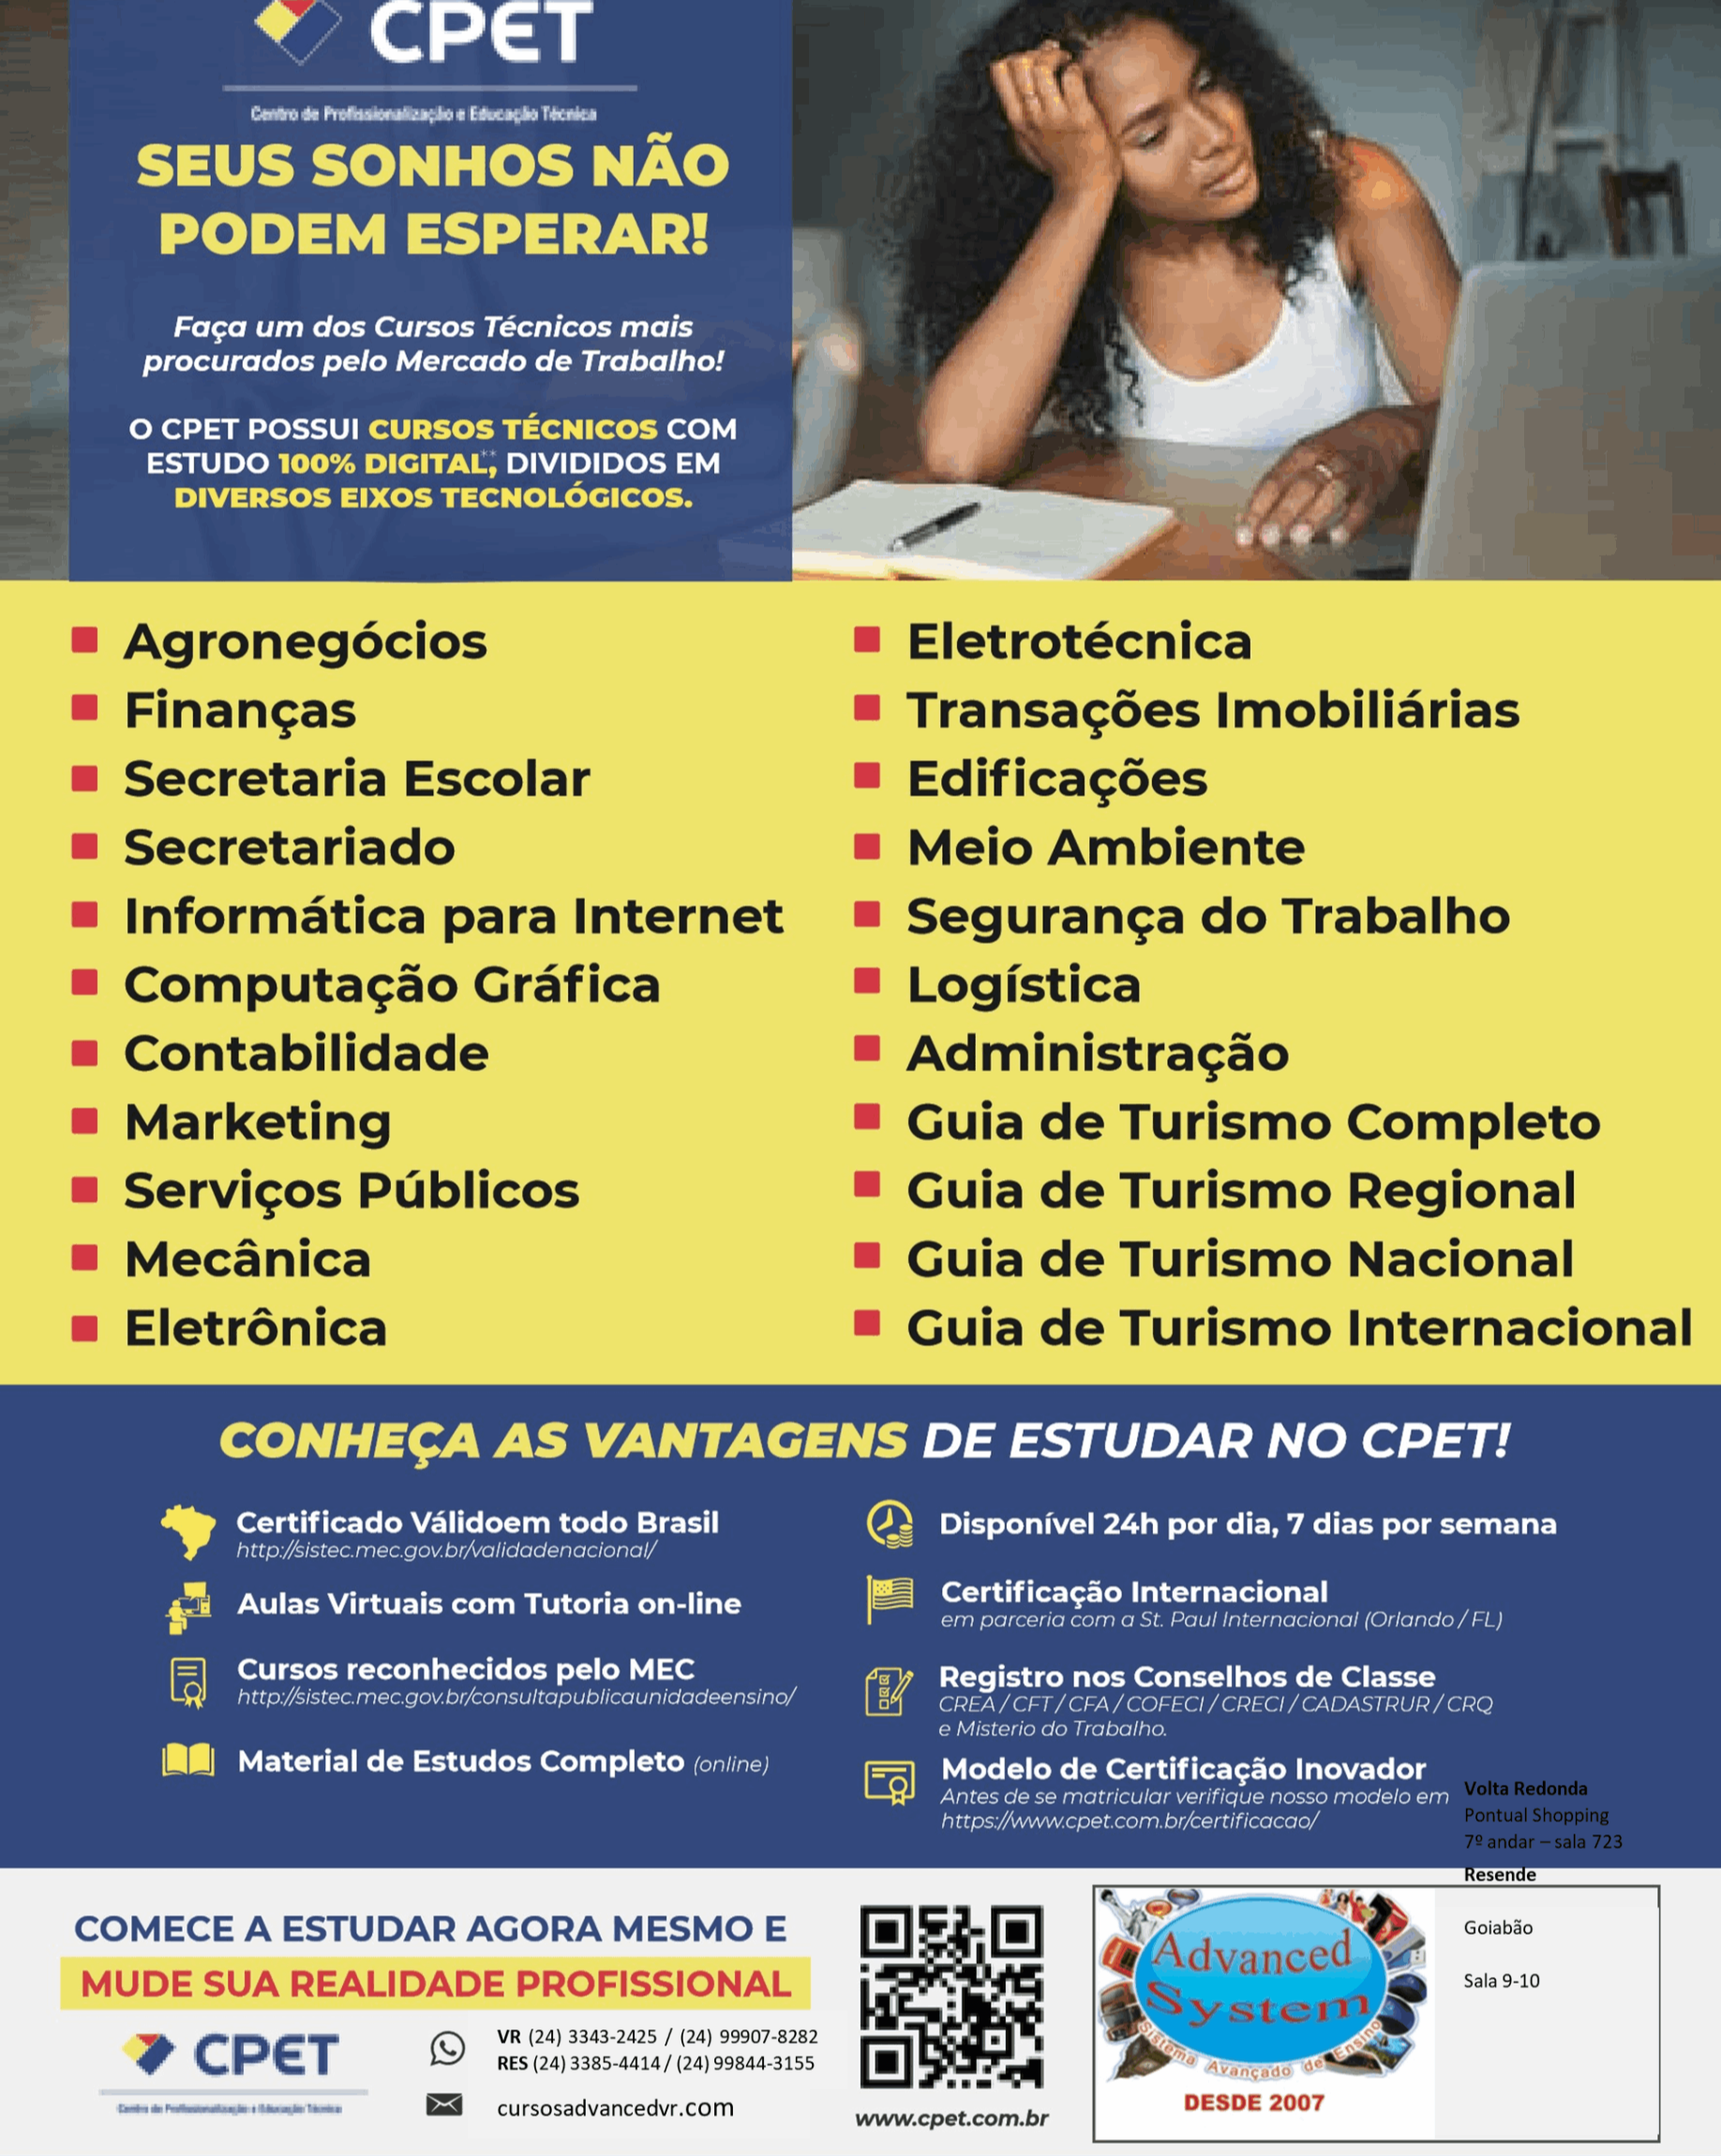 CPET
Centro de Profissionalização e Educação Técnica
SEUS SONHOS NÃO
PODEM ESPERAR!
Faça um dos Cursos Técnicos mais
procurados pelo Mercado de Trabalho!
O CPET POSSUI CURSOS TÉCNICOS COM
ESTUDO 100% DIGITAL,** DIVIDIDOS EM
DIVERSOS EIXOS TECNOLÓGICOS.
Agronegócios
Finanças
Secretaria Escolar
Secretariado
Informática para Internet
Computação Gráfica
Contabilidade
Marketing
Serviços Públicos
Mecânica
Eletrônica
Eletrotécnica
Transações Imobiliárias
Edificações
Meio Ambiente
Segurança do Trabalho
Logística
Administração
Guia de Turismo Completo
Guia de Turismo Regional
Guia de Turismo Nacional
Guia de Turismo Internacional
CONHEÇA AS VANTAGENS DE ESTUDAR NO CPET!
Certificado Válidoem todo Brasil
http://sistec.mec.gov.br/validadenacional/
Aulas Virtuais com Tutoria on-line
Cursos reconhecidos pelo MEC
http://sistec.mec.gov.br/consultapublicaunidadeensino/
Material de Estudos Completo (online)
Disponível 24h por dia, 7 dias por semana
Certificação Internacional
em parceria com a St. Paul Internacional (Orlando / FL)
Registro nos Conselhos de Classe
CREA / CFT / CFA / COFECI / CRECI / CADASTRUR / CRQ
e Misterio do Trabalho.
Modelo de Certificação Inovador
Antes de se matricular verifique nosso modelo em
https://www.cpet.com.br/certificacao/
Volta Redonda
Pontual Shopping
7º andar – sala 723
Resende
Goiabão
Sala 9-10
COMECE A ESTUDAR AGORA MESMO E
MUDE SUA REALIDADE PROFISSIONAL
CPET
Centro de Profissionalização e Educação Técnica
VR (24) 3343-2425 / (24) 99907-8282
RES (24) 3385-4414 / (24) 99844-3155
cursosadvancedvr.com
www.cpet.com.br
Advanced
System
Sistema Avançado de Ensino
DESDE 2007